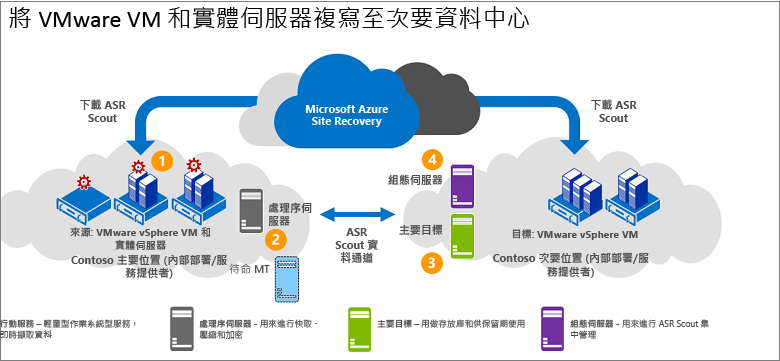 將 VMware VM 和實體伺服器複寫至次要資料中心
下載 ASR
Scout
Microsoft Azure
Site Recovery
下載 ASR
Scout
1
4
組態伺服器
處理序伺
服器
2
主要目標
3
ASR
Scout 資
料通道
待命 MT
來源: VMware vSphere VM 和
實體伺服器
Contoso 主要位置 (內部部署/服
務提供者)
目標: VMware vSphere VM
Contoso 次要位置 (內部部署/服
務提供者)
行動服務 – 輕量型作業系統型服務，
即時擷取資料
處理序伺服器 - 用來進行快取、
壓縮和加密
主要目標 – 用做存放庫和供保留期使用
組態伺服器 - 用來進行 ASR Scout 集
中管理